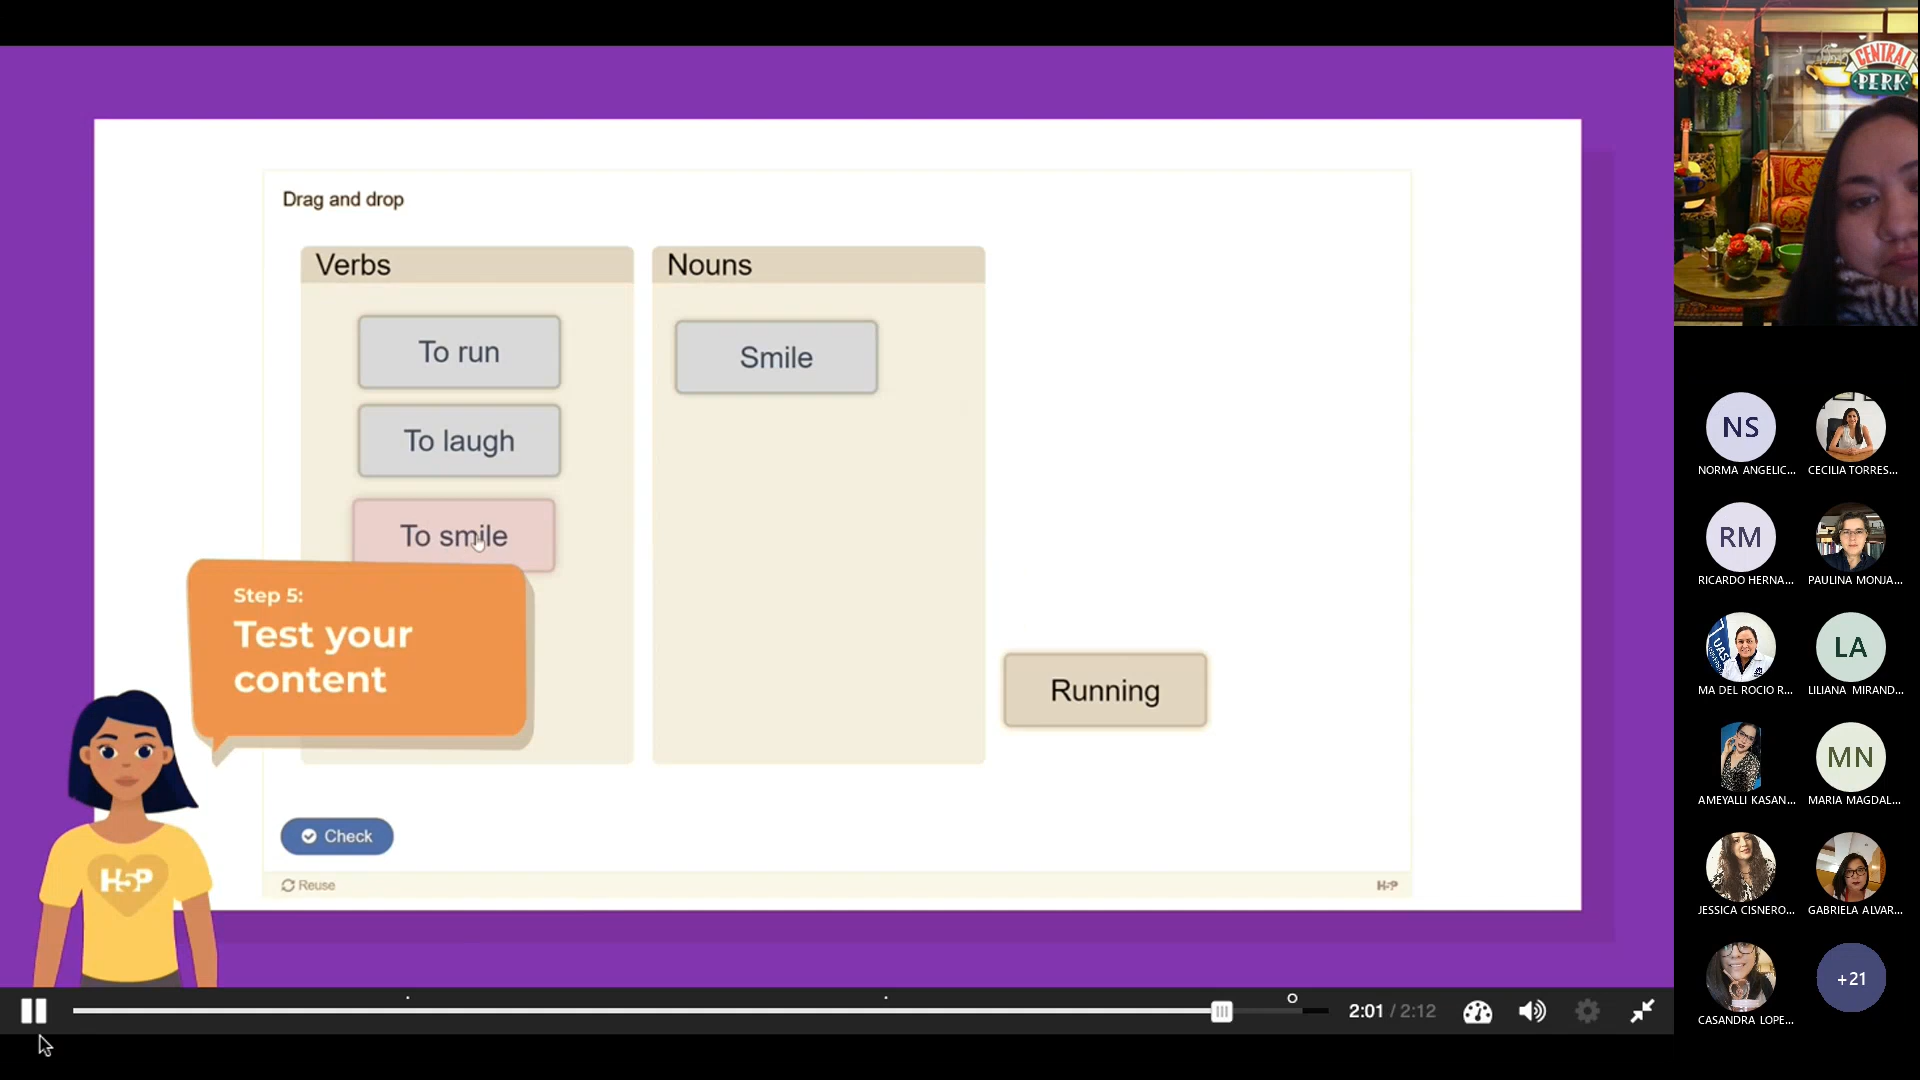 Drag and drop
Verbs
Nouns
To run
Smile
To laugh
To smile
Running
Step 5:
Test your
content
H5P
Check
Reuse
H5P
2:01 / 2:12
CENTRAL
PERK
NS
NORMA ANGELIC...
CECILIA TORRES...
RM
RICARDO HERNA...
PAULINA MONJA...
UAS
MA DEL ROCIO R...
LA
LILIANA MIRAND...
AMEYALLI KASAN...
MN
MARIA MAGDAL...
JESSICA CISNERO...
GABRIELA ALVAR...
CASANDRA LOPE...
+21